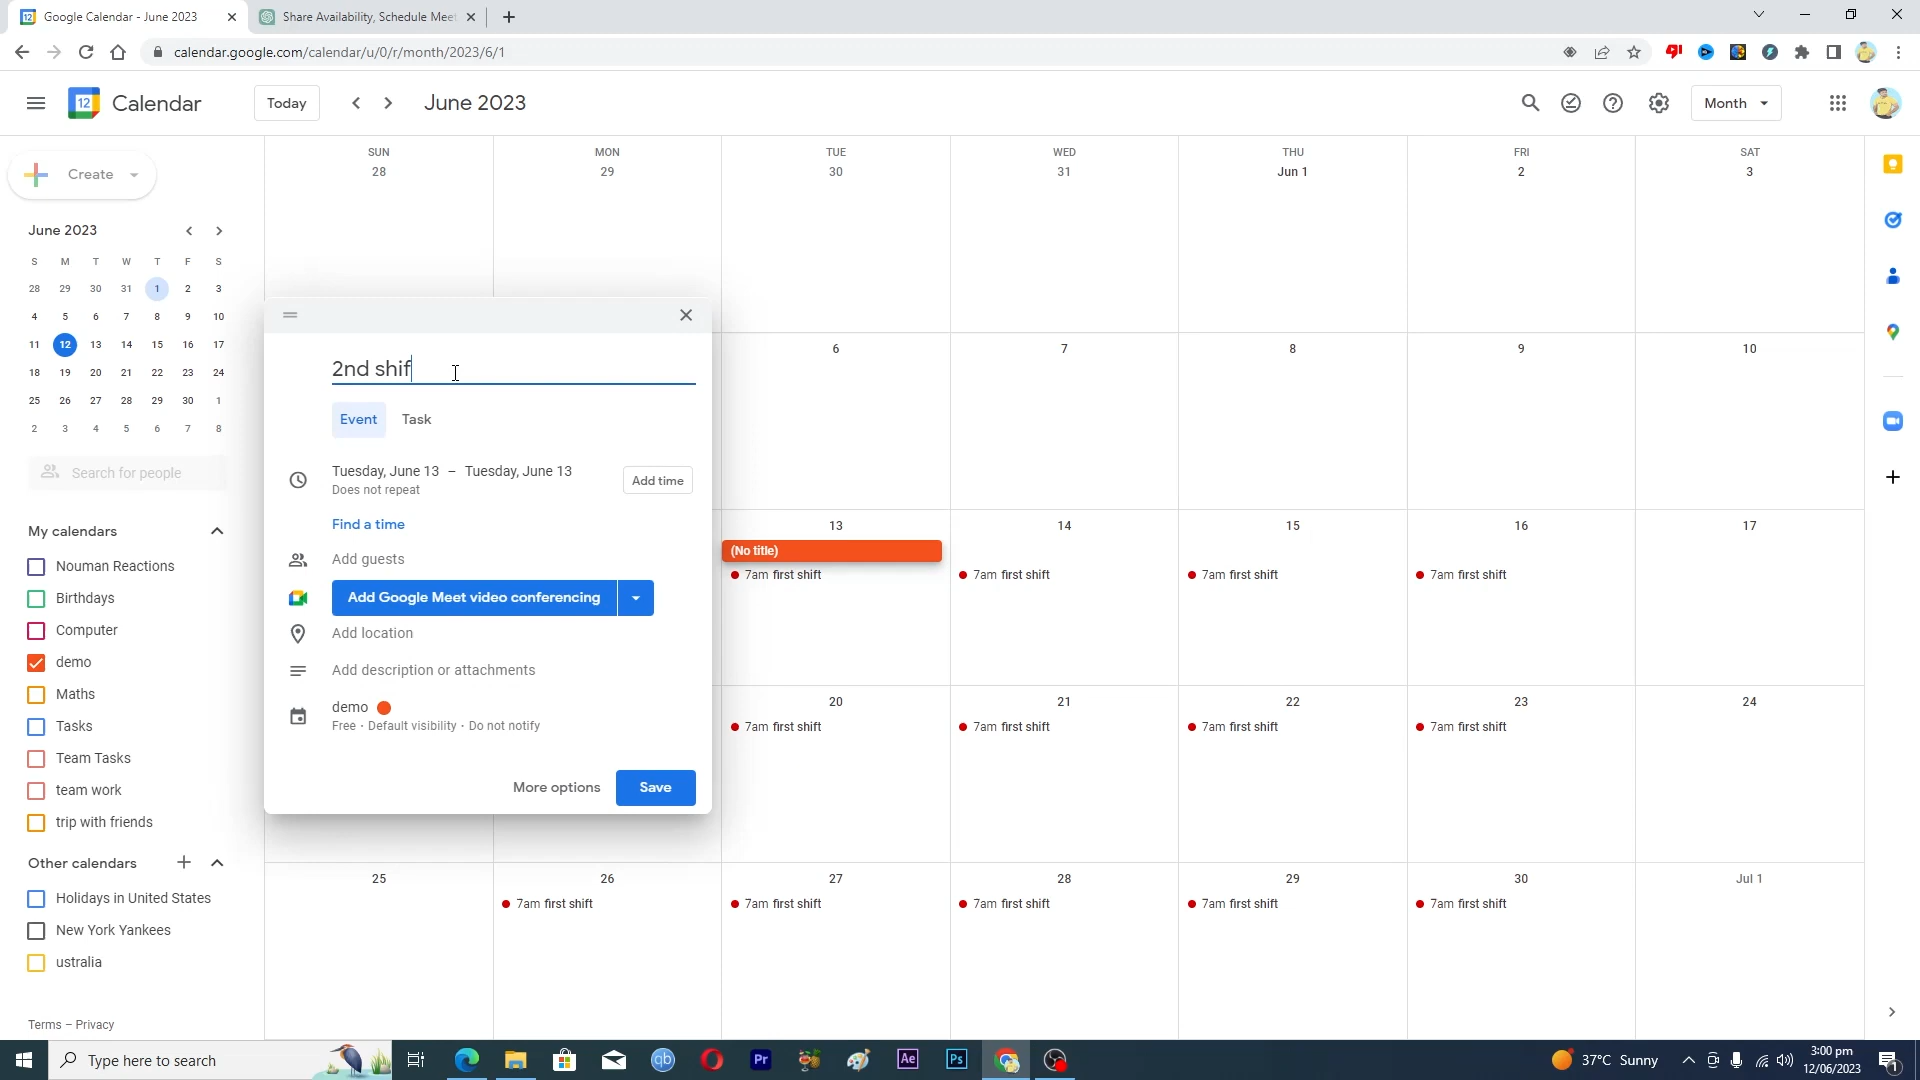 Google Calendar - June 2023
Share Availability, Schedule Meet
calendar.google.com/calendar/u/0/r/month/2023/6/1
12 Calendar Today June 2023 Month
Create
June 2023
S M T W T F S
28 29 30 31 1 2 3
4 5 6 7 8 9 10
11 12 13 14 15 16 17
18 19 20 21 22 23 24
25 26 27 28 29 30 1
2 3 4 5 6 7 8
Search for people
My calendars
Nouman Reactions
Birthdays
Computer
demo
Maths
Tasks
Team Tasks
team work
trip with friends
Other calendars
Holidays in United States
New York Yankees
ustralia
Terms – Privacy
SUN MON TUE WED THU FRI SAT
28 29 30 31 Jun 1 2 3
6 7 8 9 10
2nd shif
Event Task
Tuesday, June 13 – Tuesday, June 13
Does not repeat
Add time
Find a time
Add guests
Add Google Meet video conferencing
Add location
Add description or attachments
demo
Free · Default visibility · Do not notify
More options Save
13 14 15 16 17
(No title)
7am first shift 7am first shift 7am first shift 7am first shift
20 21 22 23 24
7am first shift 7am first shift 7am first shift 7am first shift
25 26 27 28 29 30 Jul 1
7am first shift 7am first shift 7am first shift 7am first shift 7am first shift
Type here to search
qb
Pr
Ae
Ps
37°C Sunny
3:00 pm
12/06/2023
1